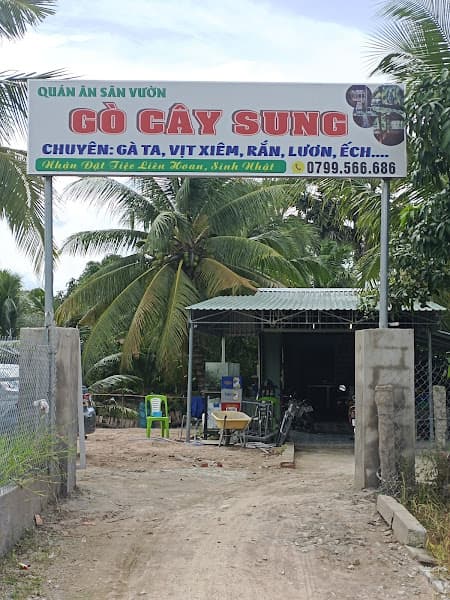 QUÁN ĂN SÂN VƯỜN
GÒ CÂY SUNG
CHUYÊN: GÀ TA, VỊT XIÊM, RẮN, LƯƠN, ẾCH....
Nhận Đặt Tiệc Liên Hoan, Sinh Nhật
0799.566.686